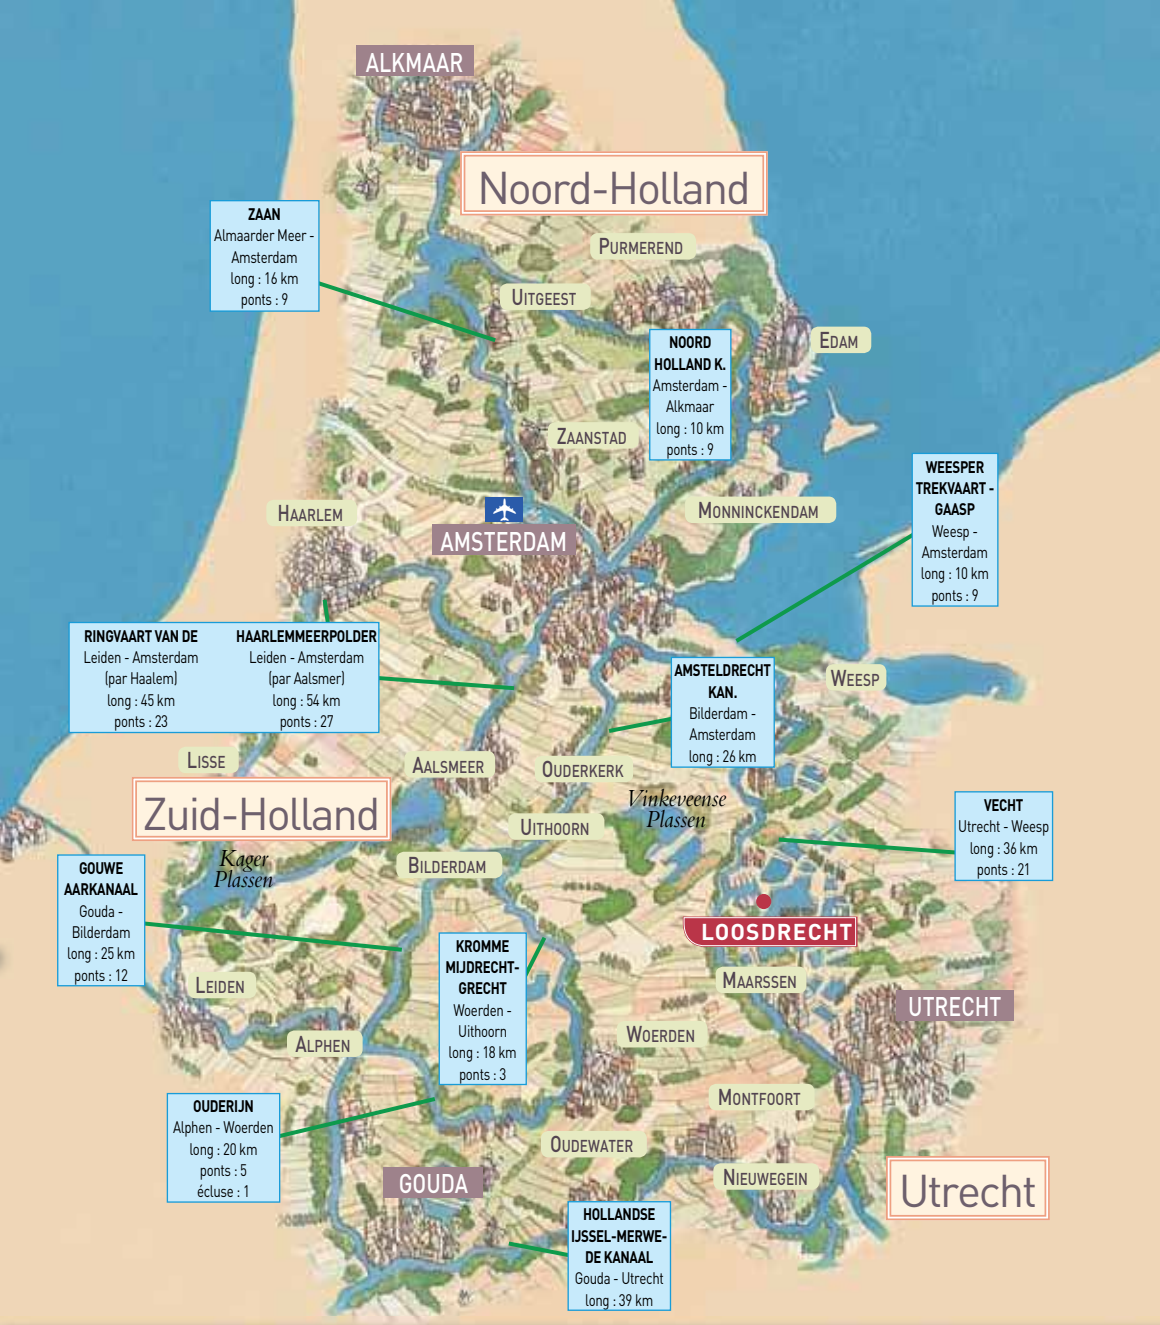 ALKMAAR
Noord-Holland
ZAAN
Almaarder Meer -
Amsterdam
long : 16 km
ponts : 9
PURMEREND
UITGEEST
EDAM
NOORD
HOLLAND K.
Amsterdam -
Alkmaar
long : 10 km
ponts : 9
ZAANSTAD
WEESPER
TREKVAART -
GAASP
Weesp -
Amsterdam
long : 10 km
ponts : 9
HAARLEM
MONNINCKENDAM
AMSTERDAM
RINGVAART VAN DE HAARLEMMEERPOLDER
Leiden - Amsterdam Leiden - Amsterdam
(par Haalem) (par Aalsmer)
long : 45 km long : 54 km
ponts : 23 ponts : 27
AMSTELDRECHT
KAN.
Bilderdam -
Amsterdam
long : 26 km
WEESP
LISSE
AALSMEER
OUDERKERK
Zuid-Holland
Vinkeveense
Plassen
UITHOORN
VECHT
Utrecht - Weesp
long : 36 km
ponts : 21
Kager
Plassen
BILDERDAM
GOUWE
AARKANAAL
Gouda -
Bilderdam
long : 25 km
ponts : 12
LOOSDRECHT
KROMME
MIJDRECHT-
GRECHT
Woerden -
Uithoorn
long : 18 km
ponts : 3
LEIDEN
MAARSSEN
UTRECHT
ALPHEN
WOERDEN
OUDERIJN
Alphen - Woerden
long : 20 km
ponts : 5
écluse : 1
MONTFOORT
OUDEWATER
GOUDA
NIEUWEGEIN
Utrecht
HOLLANDSE
IJSSEL-MERWE-
DE KANAAL
Gouda - Utrecht
long : 39 km